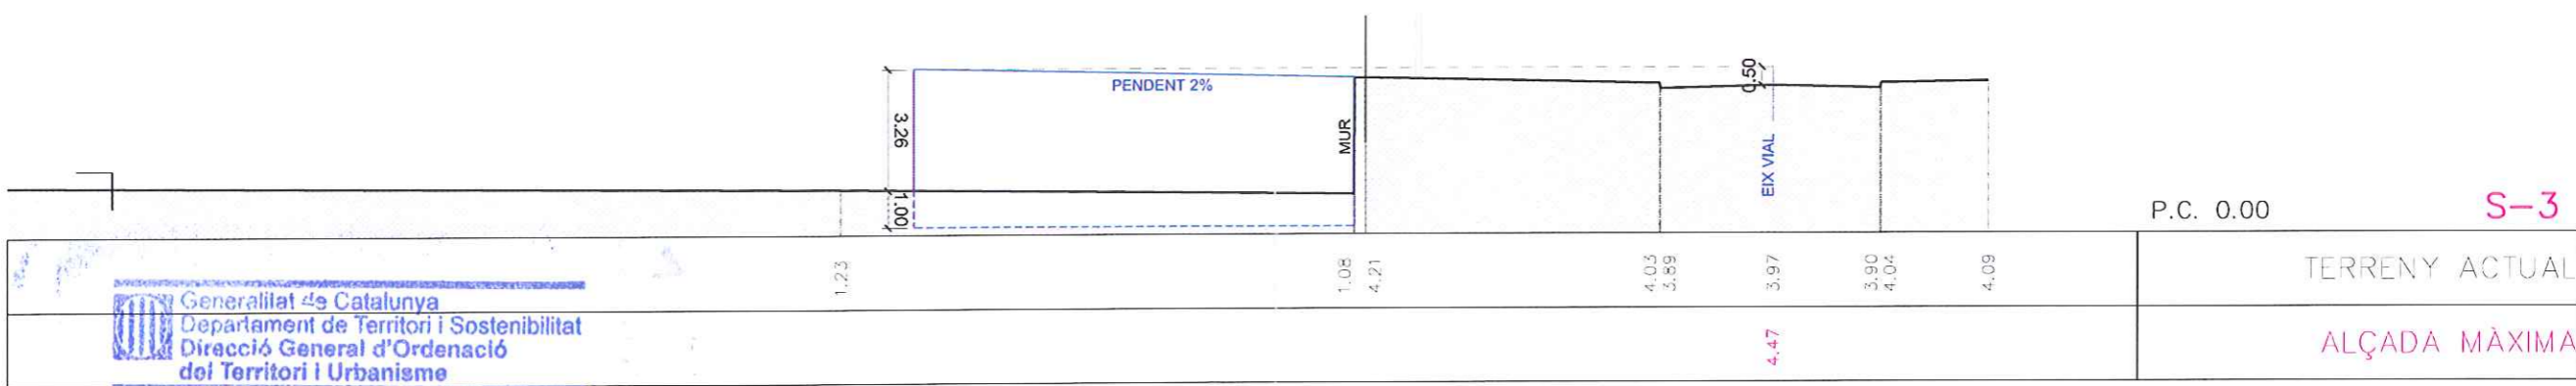 0.50
PENDENT 2%
3.26
MUR
EIX VIAL
1.00
P.C. 0.00
S-3
1.23
1.08
4.21
4.03
3.89
3.97
3.90
4.04
4.09
TERRENY ACTUAL
Generalitat de Catalunya
Departament de Territori i Sostenibilitat
Direcció General d'Ordenació
del Territori i Urbanisme
4.47
ALÇADA MÀXIMA